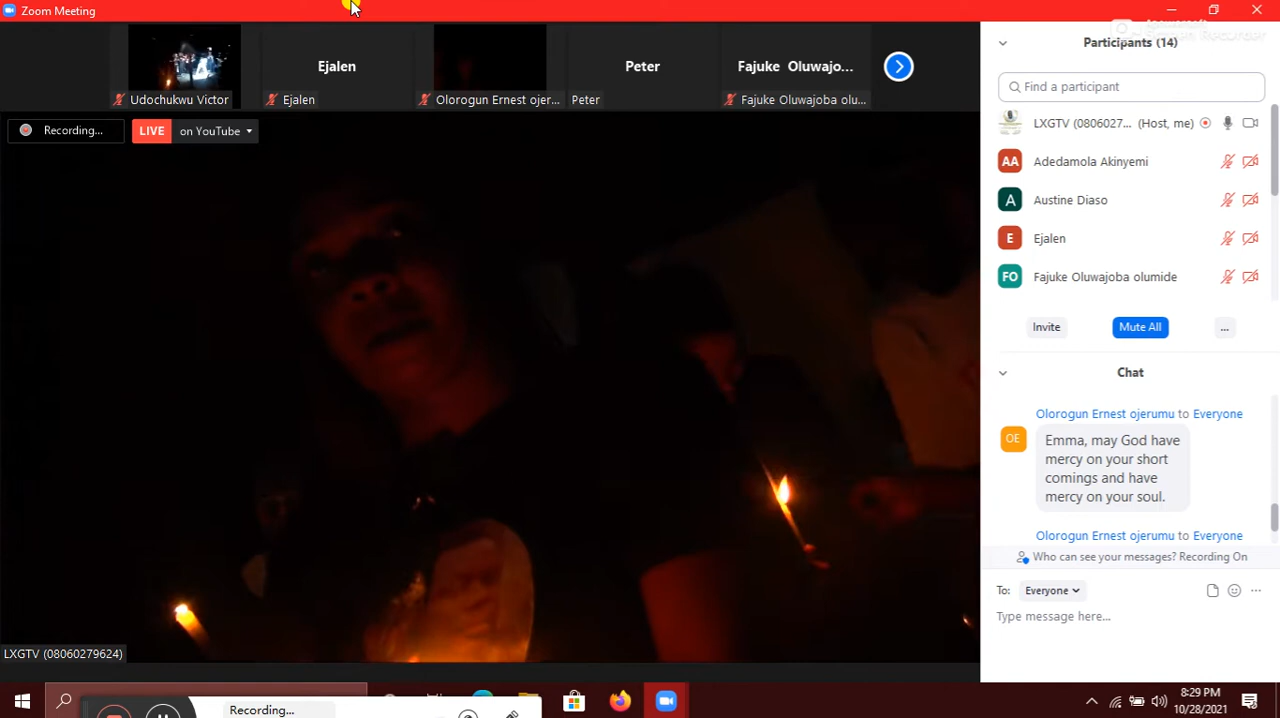 Zoom Meeting
Ejalen
Peter
Fajuke Oluwajo...
Udochukwu Victor
Ejalen
Olorogun Ernest ojer...
Peter
Fajuke Oluwajoba olu...
Recording...
LIVE on YouTube
LXGTV (08060279624)
Participants (14)
Find a participant
LXGTV (0806027... (Host, me)
AA Adedamola Akinyemi
A Austine Diaso
E Ejalen
FO Fajuke Oluwajoba olumide
Invite
Mute All
...
Chat
Olorogun Ernest ojerumu to Everyone
OE
Emma, may God have
mercy on your short
comings and have
mercy on your soul.
Olorogun Ernest ojerumu to Everyone
Who can see your messages? Recording On
To: Everyone
Type message here...
Recording...
8:29 PM
10/28/2021